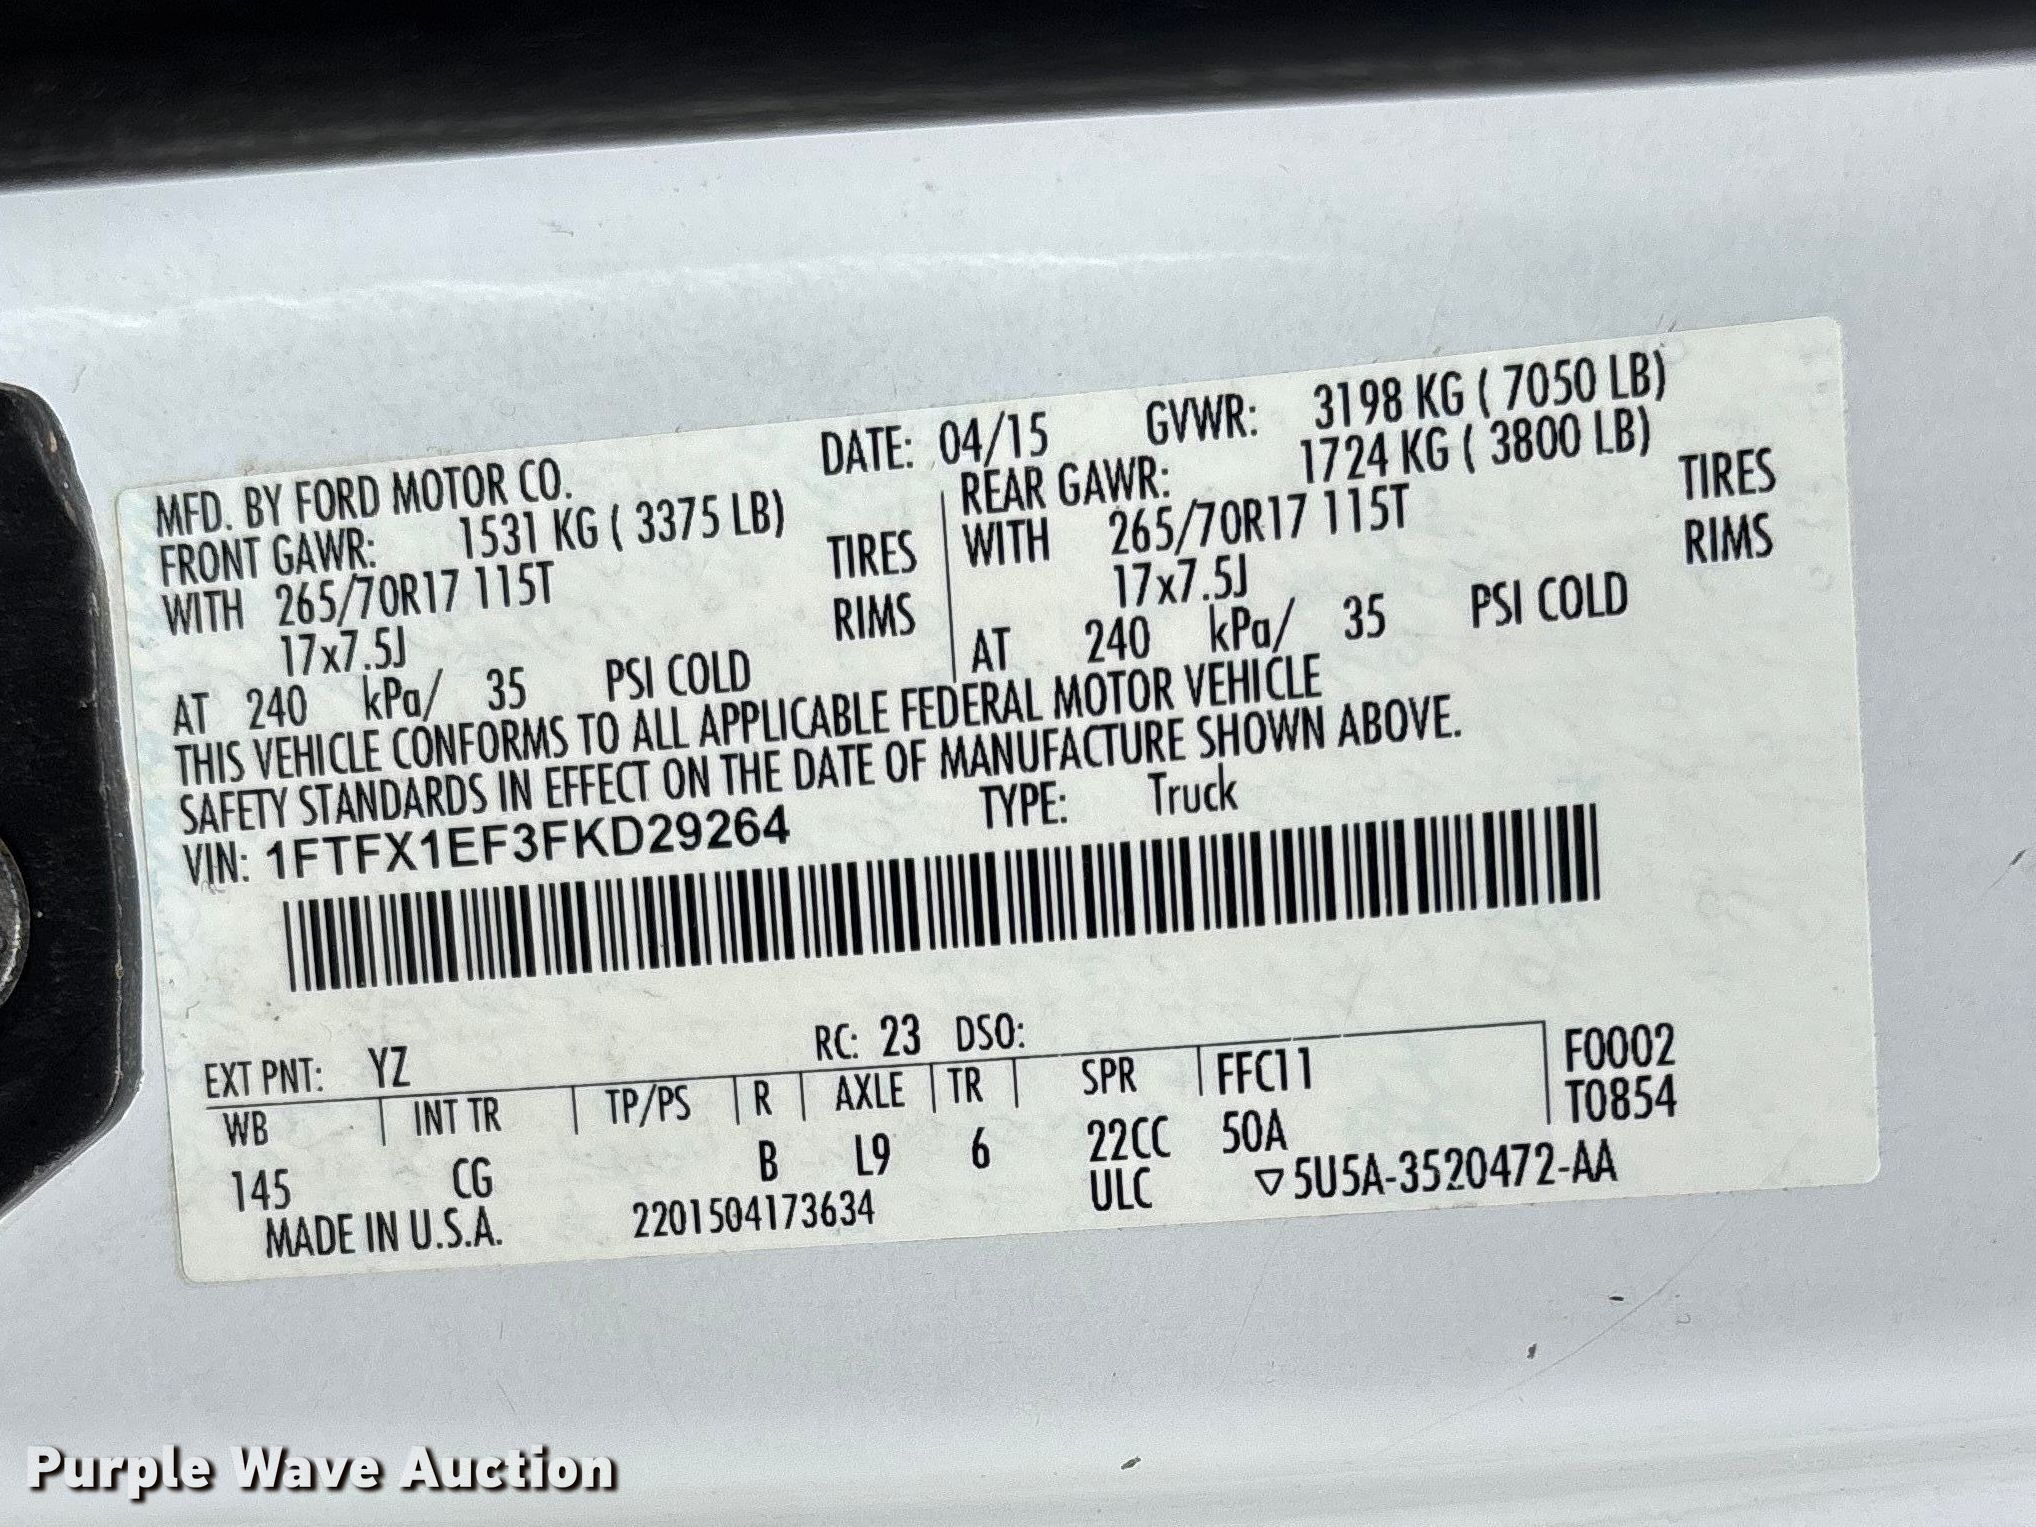 MFD. BY FORD MOTOR CO. DATE: 04/15 GVWR: 3198 KG ( 7050 LB)
FRONT GAWR: 1531 KG ( 3375 LB) REAR GAWR: 1724 KG ( 3800 LB)
WITH 265/70R17 115T TIRES WITH 265/70R17 115T TIRES
17x7.5J RIMS 17x7.5J RIMS
AT 240 kPa/ 35 PSI COLD AT 240 kPa/ 35 PSI COLD
THIS VEHICLE CONFORMS TO ALL APPLICABLE FEDERAL MOTOR VEHICLE
SAFETY STANDARDS IN EFFECT ON THE DATE OF MANUFACTURE SHOWN ABOVE.
VIN: 1FTFX1EF3FKD29264 TYPE: Truck
EXT PNT: YZ RC: 23 DSO:
WB INT TR TP/PS R AXLE TR SPR FFC11 F0002
145 CG B L9 6 22CC 50A T0854
MADE IN U.S.A. 2201504173634 ULC ▽5U5A-3520472-AA
Purple Wave Auction